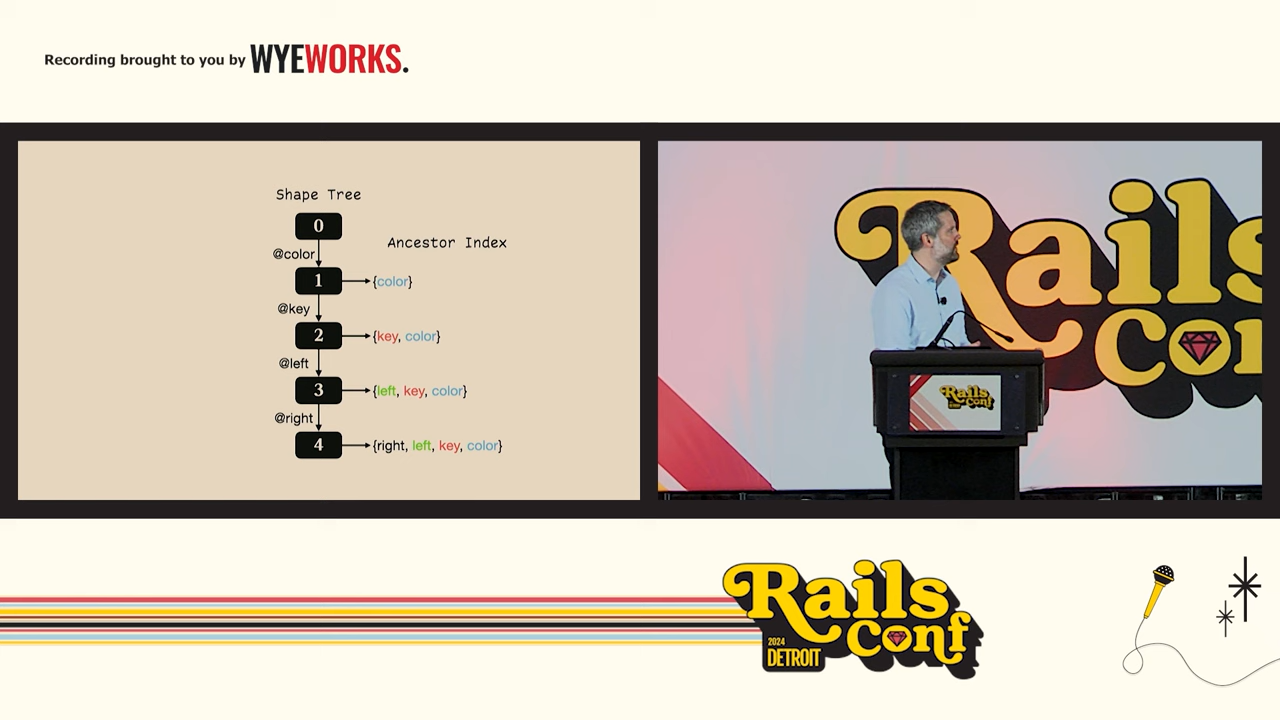 Recording brought to you by WYEWORKS.
Shape Tree
0
Ancestor Index
@color
1
{color}
@key
2
{key, color}
@left
3
{left, key, color}
@right
4
{right, left, key, color}
Rails
Con
Rails
Conf
Rails
Conf
2024
DETROIT